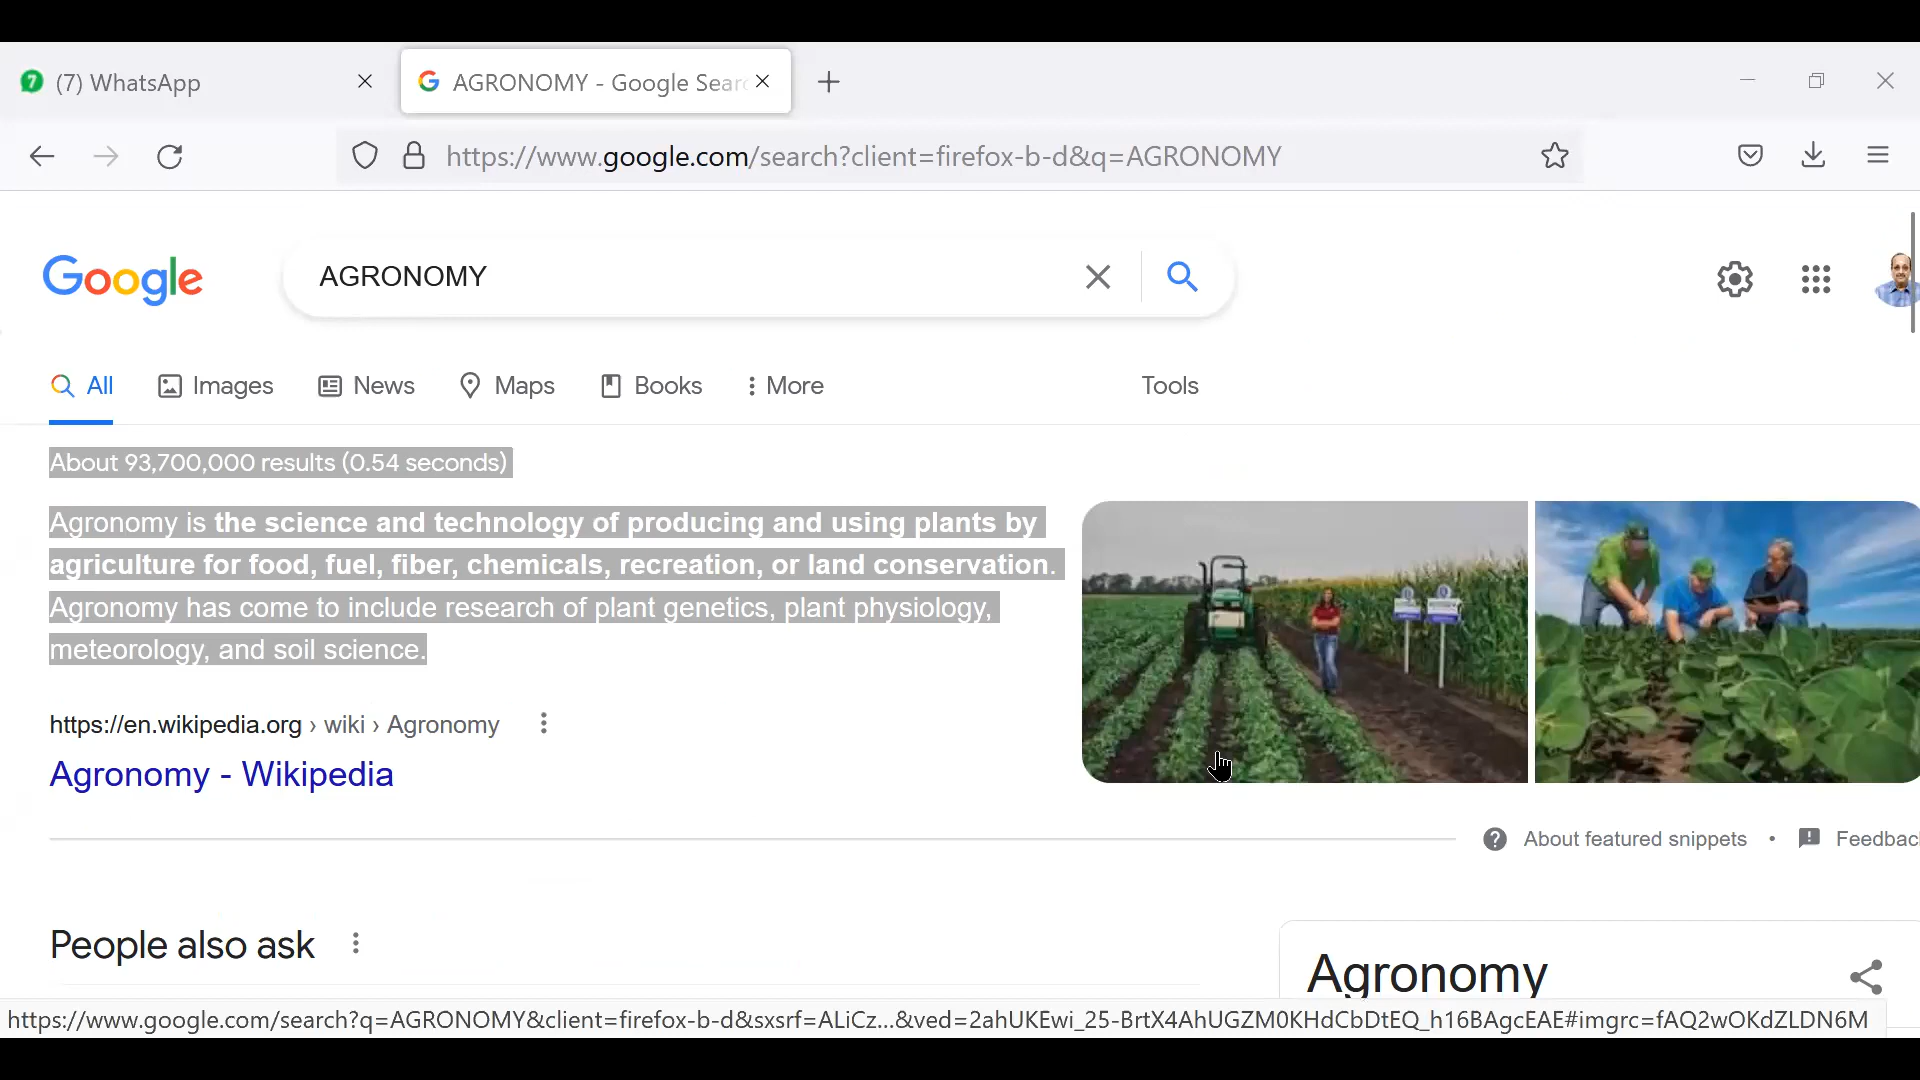 7 (7) WhatsApp
AGRONOMY - Google Sear
https://www.google.com/search?client=firefox-b-d&q=AGRONOMY
Google
AGRONOMY
All Images News Maps Books More Tools
About 93,700,000 results (0.54 seconds)
Agronomy is the science and technology of producing and using plants by
agriculture for food, fuel, fiber, chemicals, recreation, or land conservation.
Agronomy has come to include research of plant genetics, plant physiology,
meteorology, and soil science.
https://en.wikipedia.org › wiki › Agronomy
Agronomy - Wikipedia
About featured snippets • Feedbac
People also ask
Agronomy
https://www.google.com/search?q=AGRONOMY&client=firefox-b-d&sxsrf=ALiCz...&ved=2ahUKEwi_25-BrtX4AhUGZM0KHdCbDtEQ_h16BAgcEAE#imgrc=fAQ2wOKdZLDN6M